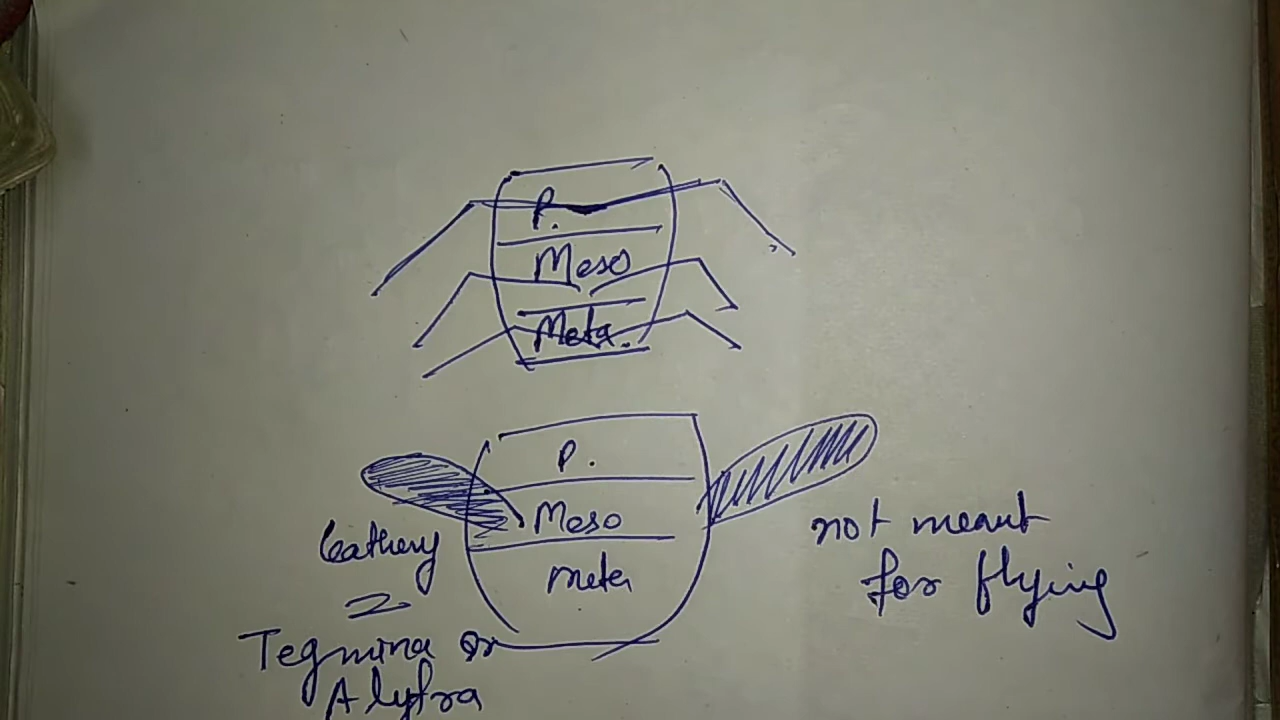 P.
Meso
Meta.
P.
Meso
meta
leathery
not meant
for flying
=
Tegmina or
Alytra